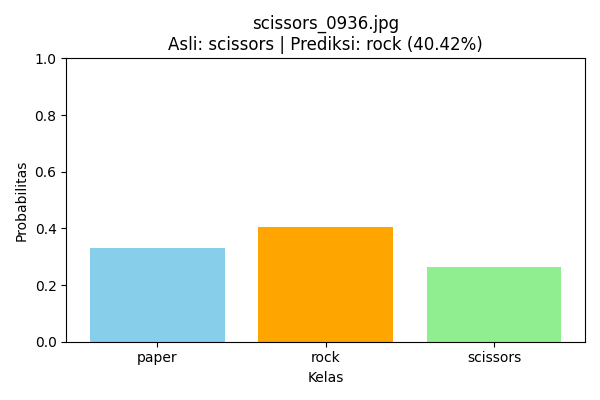 scissors_0936.jpg
Asli: scissors | Prediksi: rock (40.42%)
1.0
0.8
0.6
0.4
0.2
0.0
Probabilitas
paper rock scissors
Kelas